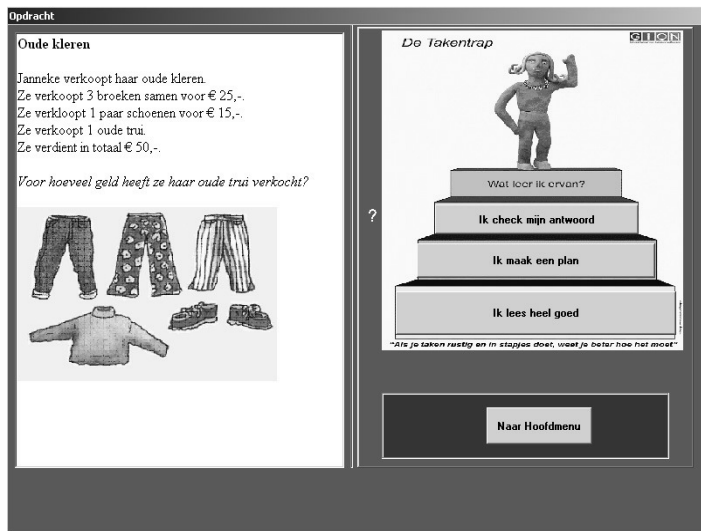 Opdracht
Oude kleren
Janneke verkoopt haar oude kleren.
Ze verkoopt 3 broeken samen voor € 25,-.
Ze verkloopt 1 paar schoenen voor € 15,-.
Ze verkoopt 1 oude trui.
Ze verdient in totaal € 50,-.
Voor hoeveel geld heeft ze haar oude trui verkocht?
De Takentrap
GION
Wat leer ik ervan?
?
Ik check mijn antwoord
Ik maak een plan
Ik lees heel goed
"Als je taken rustig en in stapjes doet, weet je beter hoe het moet"
Naar Hoofdmenu